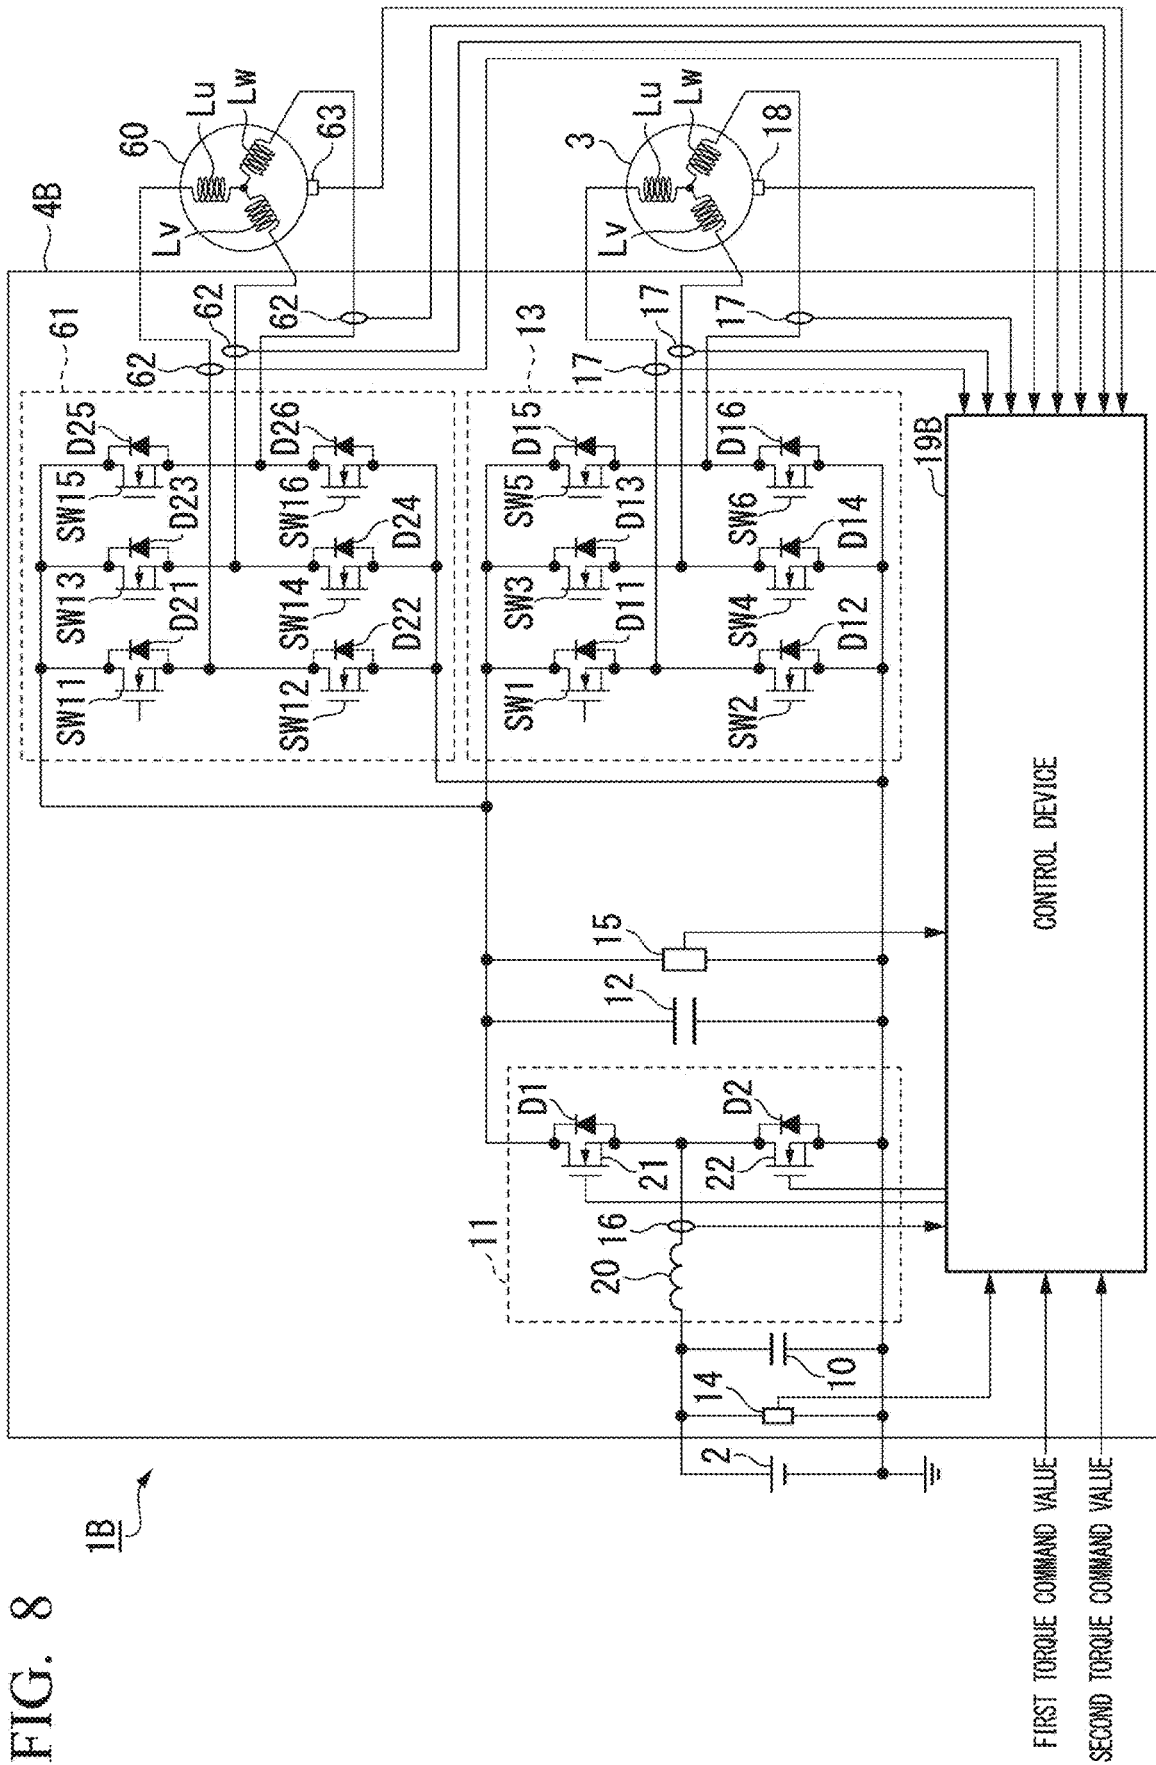 FIG. 8
1B
4B
60
Lu
Lw
Lv
63
61
62
62
62
SW15
D25
SW13
D23
SW11
D21
SW16
D26
SW14
D24
SW12
D22
3
Lu
Lw
Lv
18
13
17
17
17
SW5
D15
SW3
D13
SW1
D11
SW6
D16
SW4
D14
SW2
D12
15
12
11
D1
21
D2
22
16
20
10
14
2
19B
CONTROL DEVICE
FIRST TORQUE COMMAND VALUE
SECOND TORQUE COMMAND VALUE